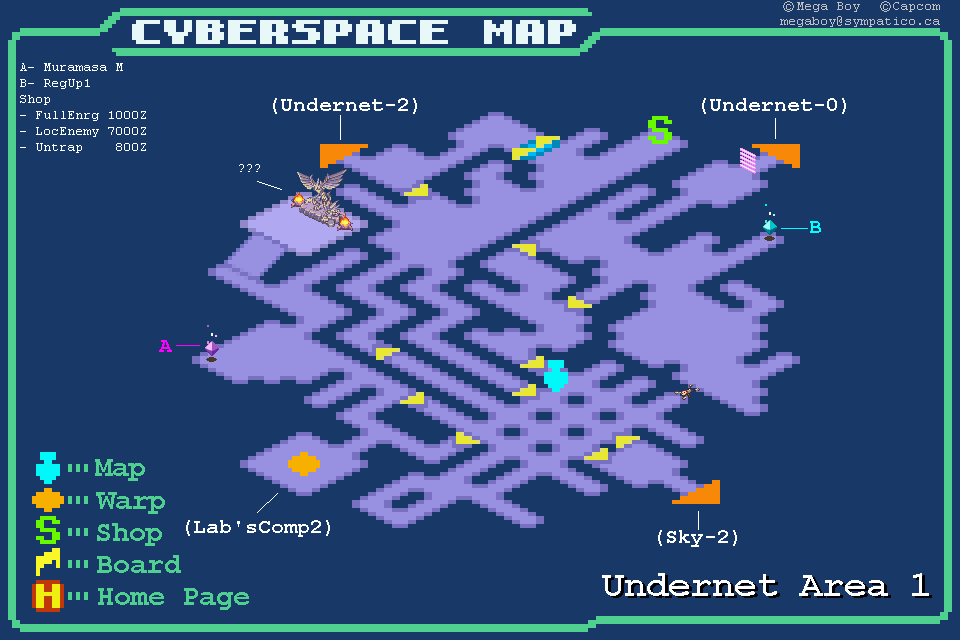 ©Mega Boy ©Capcom
megaboy@sympatico.ca
CYBERSPACE MAP
A- Muramasa M
B- RegUp1
Shop
- FullEnrg 1000Z
- LocEnemy 7000Z
- Untrap 800Z
(Undernet-2)
(Undernet-0)
S
???
B
A
Map
Warp
S Shop
Board
H Home Page
(Lab'sComp2)
(Sky-2)
Undernet Area 1